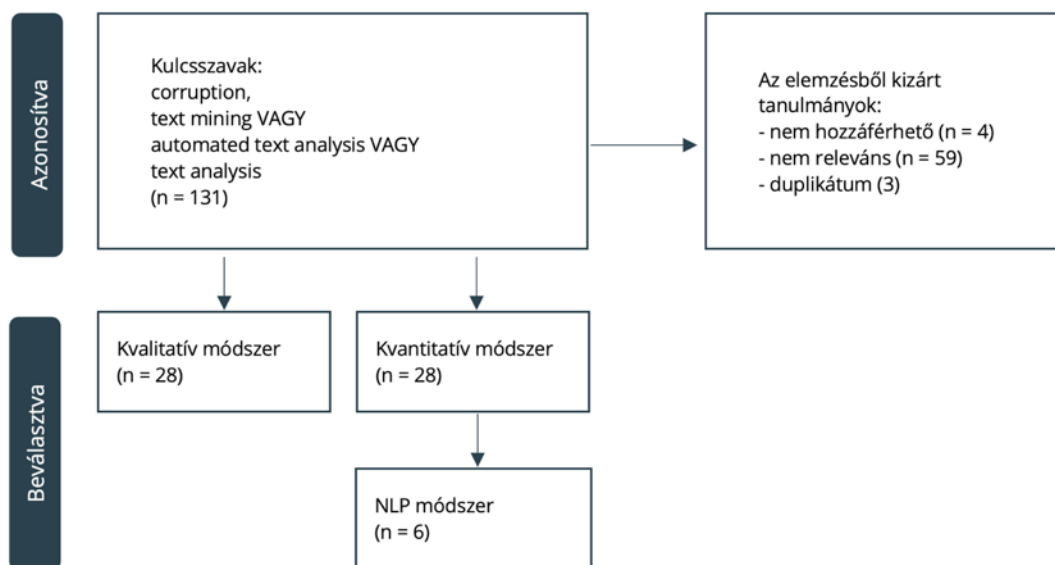 Azonosítva
Kulcsszavak:
corruption,
text mining VAGY
automated text analysis VAGY
text analysis
(n = 131)
Az elemzésből kizárt
tanulmányok:
- nem hozzáférhető (n = 4)
- nem releváns (n = 59)
- duplikátum (3)
Beválasztva
Kvalitatív módszer
(n = 28)
Kvantitatív módszer
(n = 28)
NLP módszer
(n = 6)